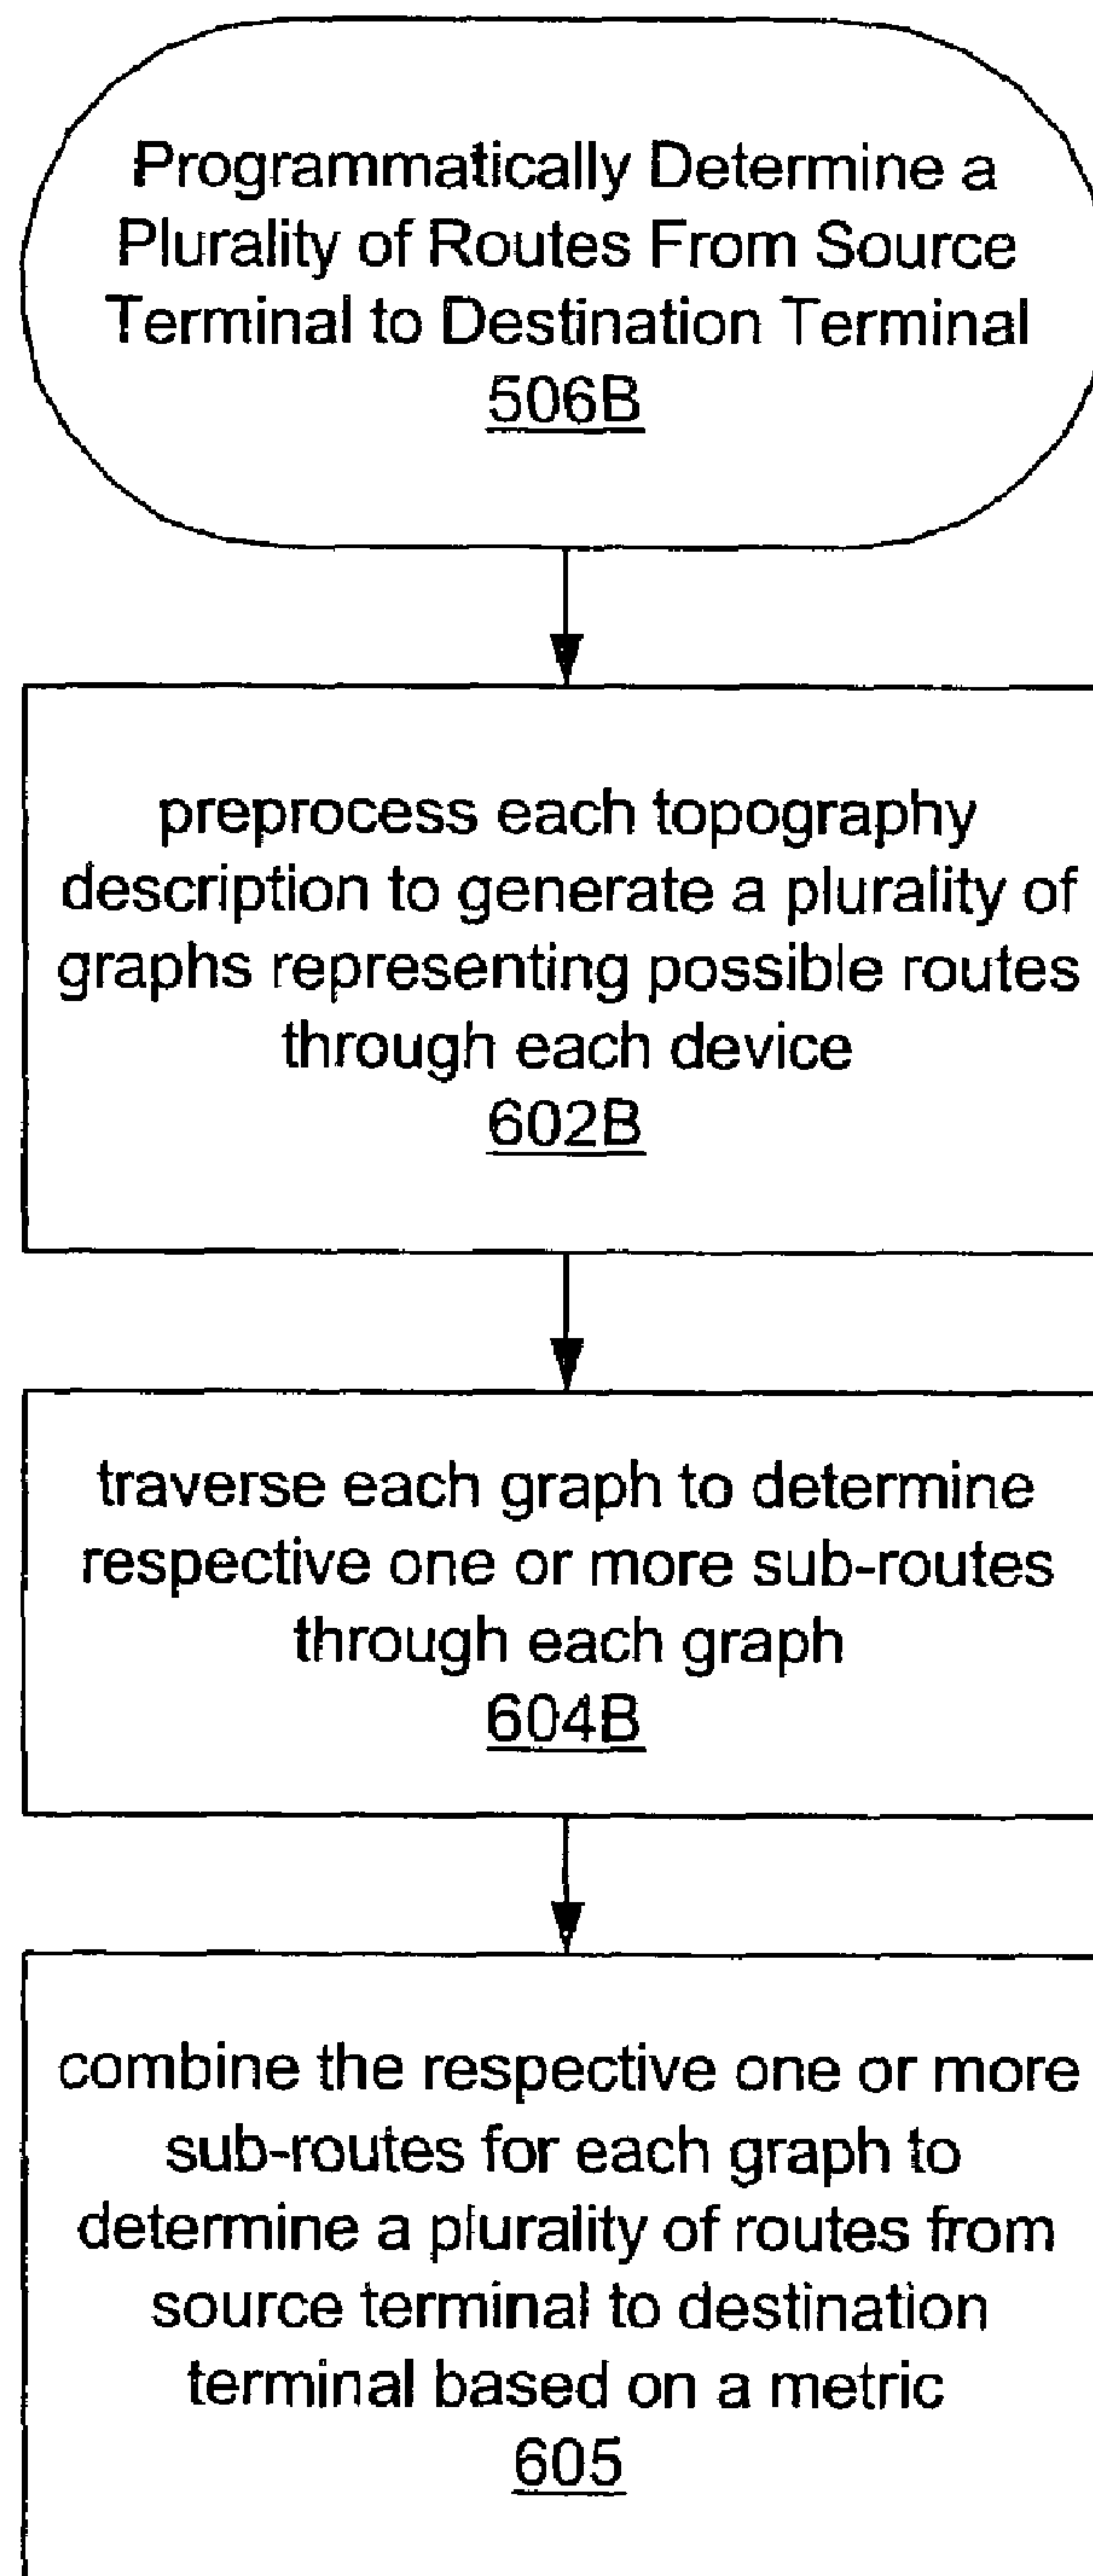 Programmatically Determine a
Plurality of Routes From Source
Terminal to Destination Terminal
506B
preprocess each topography
description to generate a plurality of
graphs representing possible routes
through each device
602B
traverse each graph to determine
respective one or more sub-routes
through each graph
604B
combine the respective one or more
sub-routes for each graph to
determine a plurality of routes from
source terminal to destination
terminal based on a metric
605